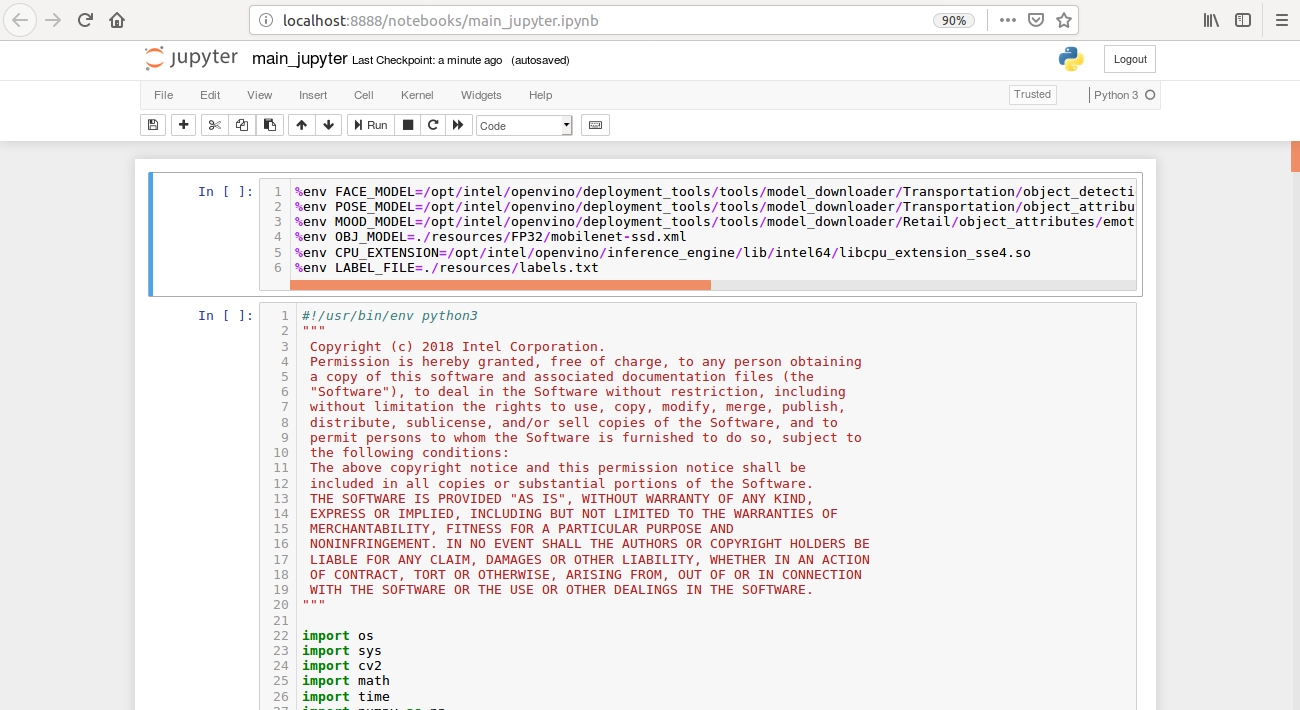 localhost:8888/notebooks/main_jupyter.ipynb 90%
jupyter main_jupyter Last Checkpoint: a minute ago (autosaved) Logout
File Edit View Insert Cell Kernel Widgets Help Trusted Python 3
Run Code
In [ ]:
1 %env FACE_MODEL=/opt/intel/openvino/deployment_tools/tools/model_downloader/Transportation/object_detecti
2 %env POSE_MODEL=/opt/intel/openvino/deployment_tools/tools/model_downloader/Transportation/object_attribu
3 %env MOOD_MODEL=/opt/intel/openvino/deployment_tools/tools/model_downloader/Retail/object_attributes/emot
4 %env OBJ_MODEL=./resources/FP32/mobilenet-ssd.xml
5 %env CPU_EXTENSION=/opt/intel/openvino/inference_engine/lib/intel64/libcpu_extension_sse4.so
6 %env LABEL_FILE=./resources/labels.txt
In [ ]:
1 #!/usr/bin/env python3
2 """
3 Copyright (c) 2018 Intel Corporation.
4 Permission is hereby granted, free of charge, to any person obtaining
5 a copy of this software and associated documentation files (the
6 "Software"), to deal in the Software without restriction, including
7 without limitation the rights to use, copy, modify, merge, publish,
8 distribute, sublicense, and/or sell copies of the Software, and to
9 permit persons to whom the Software is furnished to do so, subject to
10 the following conditions:
11 The above copyright notice and this permission notice shall be
12 included in all copies or substantial portions of the Software.
13 THE SOFTWARE IS PROVIDED "AS IS", WITHOUT WARRANTY OF ANY KIND,
14 EXPRESS OR IMPLIED, INCLUDING BUT NOT LIMITED TO THE WARRANTIES OF
15 MERCHANTABILITY, FITNESS FOR A PARTICULAR PURPOSE AND
16 NONINFRINGEMENT. IN NO EVENT SHALL THE AUTHORS OR COPYRIGHT HOLDERS BE
17 LIABLE FOR ANY CLAIM, DAMAGES OR OTHER LIABILITY, WHETHER IN AN ACTION
18 OF CONTRACT, TORT OR OTHERWISE, ARISING FROM, OUT OF OR IN CONNECTION
19 WITH THE SOFTWARE OR THE USE OR OTHER DEALINGS IN THE SOFTWARE.
20 """
21
22 import os
23 import sys
24 import cv2
25 import math
26 import time